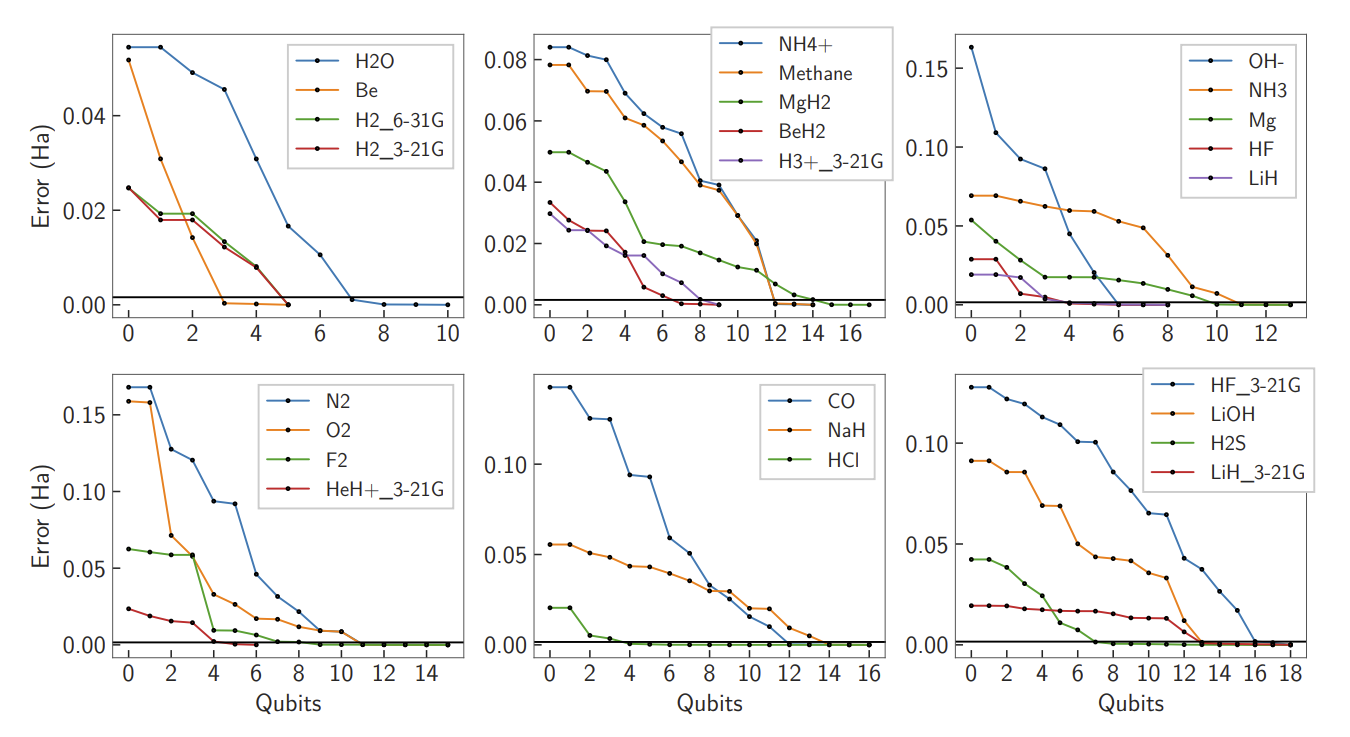 Error (Ha)
0.04
0.02
0.00
0 2 4 6 8 10
H2O
Be
H2_6-31G
H2_3-21G
0.08
0.06
0.04
0.02
0.00
0 2 4 6 8 10 12 14 16
NH4+
Methane
MgH2
BeH2
H3+_3-21G
0.15
0.10
0.05
0.00
0 2 4 6 8 10 12
OH-
NH3
Mg
HF
LiH
Error (Ha)
0.15
0.10
0.05
0.00
0 2 4 6 8 10 12 14
Qubits
N2
O2
F2
HeH+_3-21G
0.10
0.05
0.00
0 2 4 6 8 10 12 14 16
Qubits
CO
NaH
HCl
0.10
0.05
0.00
0 2 4 6 8 10 12 14 16 18
Qubits
HF_3-21G
LiOH
H2S
LiH_3-21G